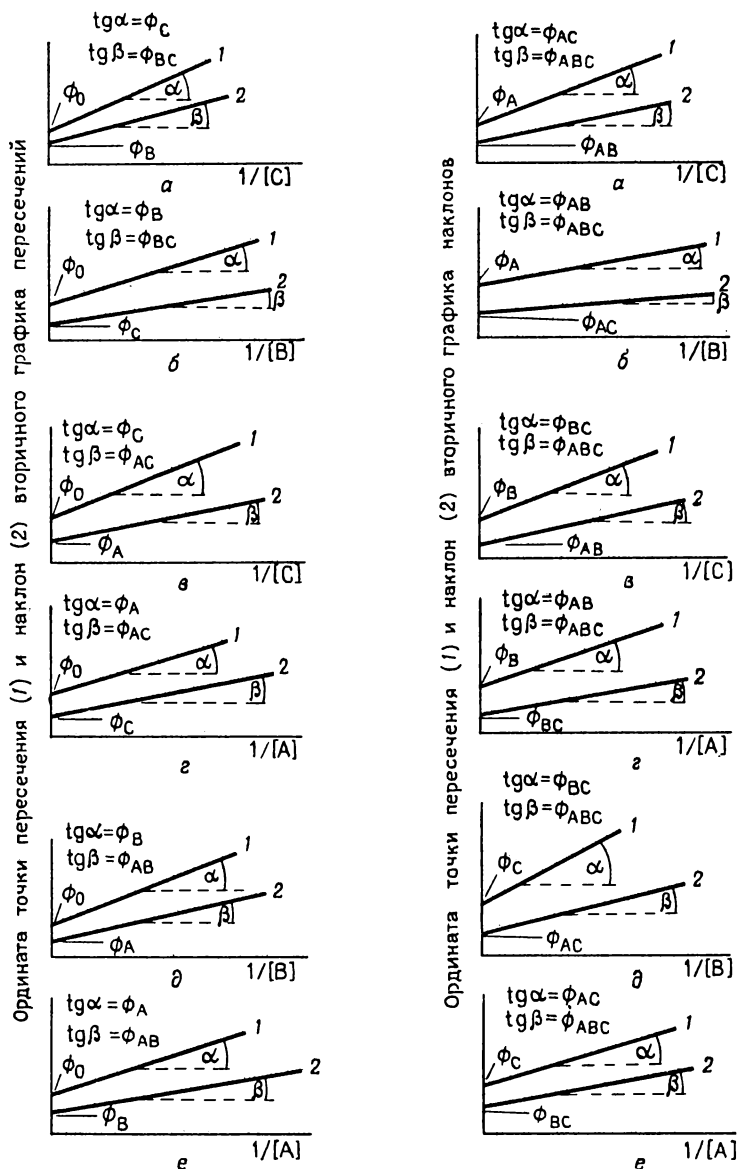 Ордината точки пересечения (1) и наклон (2) вторичного графика пересечений
tgα=ϕC
tgβ=ϕBC
1
2
α
β
ϕ0
ϕB
а
1/[C]
tgα=ϕB
tgβ=ϕBC
1
2
α
β
ϕ0
ϕC
б
1/[B]
tgα=ϕC
tgβ=ϕAC
1
2
α
β
ϕ0
ϕA
в
1/[C]
tgα=ϕA
tgβ=ϕAC
1
2
α
β
ϕ0
ϕC
г
1/[A]
tgα=ϕB
tgβ=ϕAB
1
2
α
β
ϕ0
ϕA
д
1/[B]
tgα=ϕA
tgβ=ϕAB
1
2
α
β
ϕ0
ϕB
е
1/[A]
Ордината точки пересечения (1) и наклон (2) вторичного графика наклонов
tgα=ϕAC
tgβ=ϕABC
1
2
α
β
ϕA
ϕAB
а
1/[C]
tgα=ϕAB
tgβ=ϕABC
1
2
α
β
ϕA
ϕAC
б
1/[B]
tgα=ϕBC
tgβ=ϕABC
1
2
α
β
ϕB
ϕAB
в
1/[C]
tgα=ϕAB
tgβ=ϕABC
1
2
α
β
ϕB
ϕBC
г
1/[A]
tgα=ϕBC
tgβ=ϕABC
1
2
α
β
ϕC
ϕAC
д
1/[B]
tgα=ϕAC
tgβ=ϕABC
1
2
α
β
ϕC
ϕBC
е
1/[A]